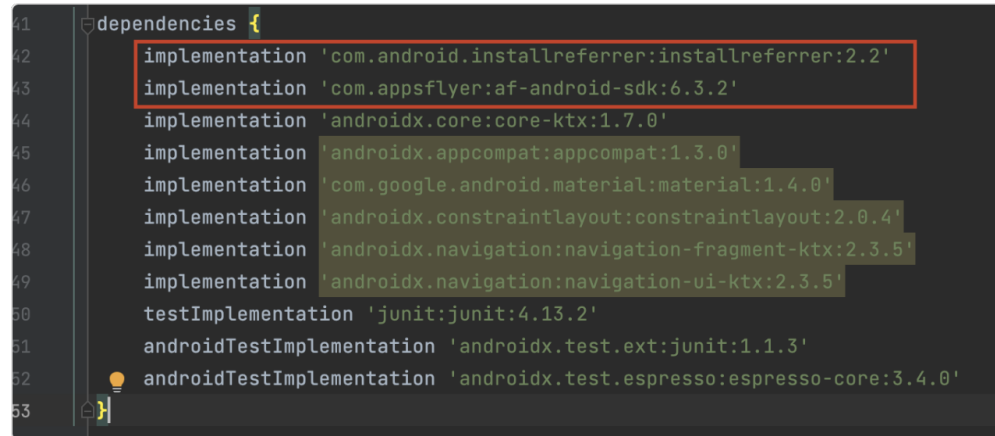 41 dependencies {
42 implementation 'com.android.installreferrer:installreferrer:2.2'
43 implementation 'com.appsflyer:af-android-sdk:6.3.2'
44 implementation 'androidx.core:core-ktx:1.7.0'
45 implementation 'androidx.appcompat:appcompat:1.3.0'
46 implementation 'com.google.android.material:material:1.4.0'
47 implementation 'androidx.constraintlayout:constraintlayout:2.0.4'
48 implementation 'androidx.navigation:navigation-fragment-ktx:2.3.5'
49 implementation 'androidx.navigation:navigation-ui-ktx:2.3.5'
50 testImplementation 'junit:junit:4.13.2'
51 androidTestImplementation 'androidx.test.ext:junit:1.1.3'
52 androidTestImplementation 'androidx.test.espresso:espresso-core:3.4.0'
53 }